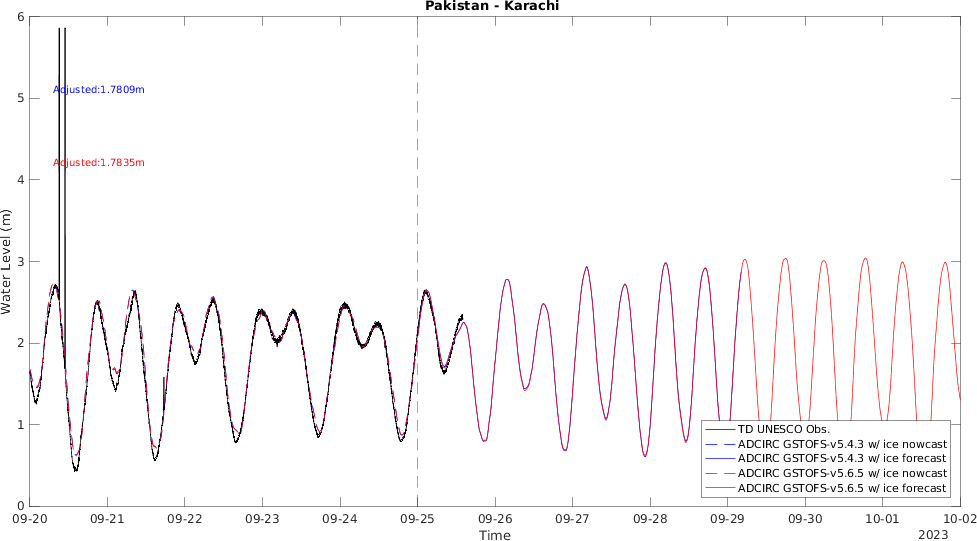 Pakistan - Karachi
6
5
4
3
2
1
0
Water Level (m)
Adjusted:1.7809m
Adjusted:1.7835m
TD UNESCO Obs.
ADCIRC GSTOFS-v5.4.3 w/ ice nowcast
ADCIRC GSTOFS-v5.4.3 w/ ice forecast
ADCIRC GSTOFS-v5.6.5 w/ ice nowcast
ADCIRC GSTOFS-v5.6.5 w/ ice forecast
09-20 09-21 09-22 09-23 09-24 09-25 09-26 09-27 09-28 09-29 09-30 10-01 10-02
Time
2023